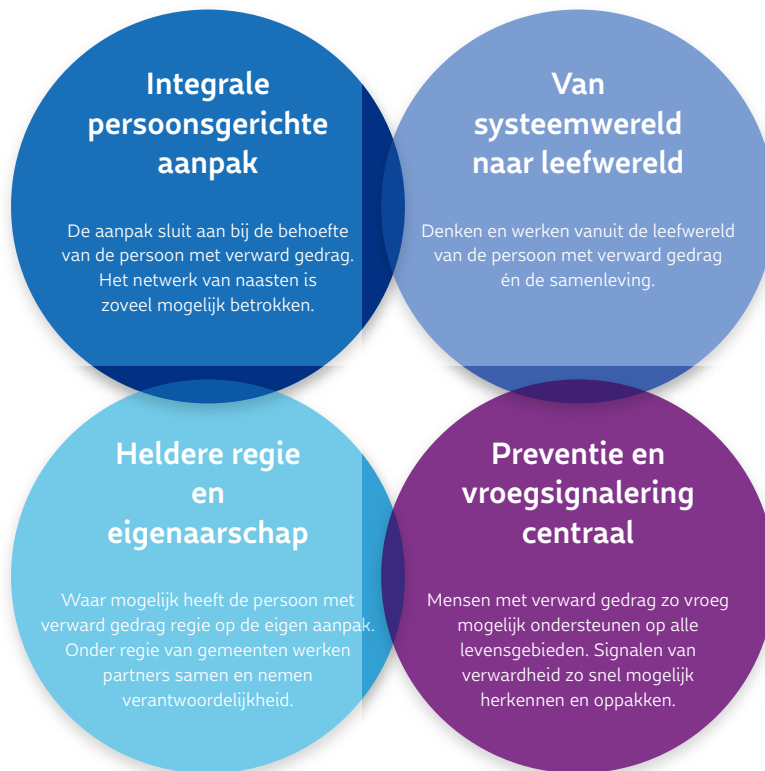 Integrale
persoonsgerichte
aanpak
De aanpak sluit aan bij de behoefte
van de persoon met verward gedrag.
Het netwerk van naasten is
zoveel mogelijk betrokken.
Van
systeemwereld
naar leefwereld
Denken en werken vanuit de leefwereld
van de persoon met verward gedrag
én de samenleving.
Heldere regie
en
eigenaarschap
Waar mogelijk heeft de persoon met
verward gedrag regie op de eigen aanpak.
Onder regie van gemeenten werken
partners samen en nemen
verantwoordelijkheid.
Preventie en
vroegsignalering
centraal
Mensen met verward gedrag zo vroeg
mogelijk ondersteunen op alle
levensgebieden. Signalen van
verwardheid zo snel mogelijk
herkennen en oppakken.